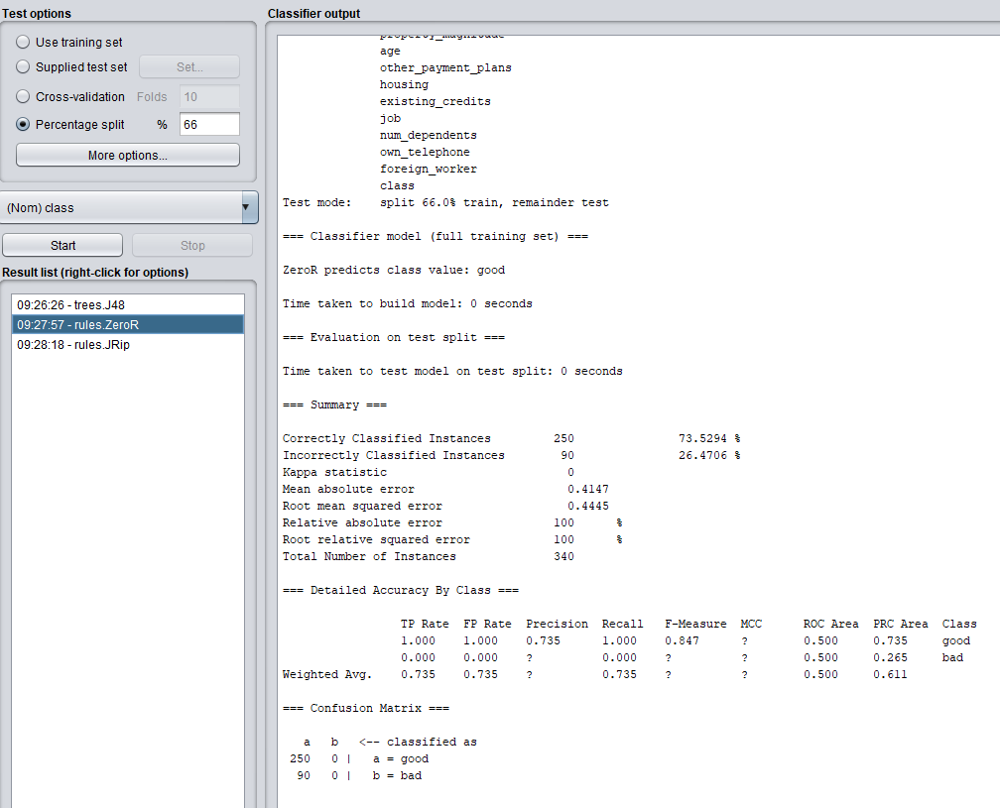 Test options
Use training set
Supplied test set Set...
Cross-validation Folds 10
Percentage split % 66
More options...
(Nom) class
Start Stop
Result list (right-click for options)
09:26:26 - trees.J48
09:27:57 - rules.ZeroR
09:28:18 - rules.JRip
Classifier output
property_magnitude
age
other_payment_plans
housing
existing_credits
job
num_dependents
own_telephone
foreign_worker
class
Test mode: split 66.0% train, remainder test
=== Classifier model (full training set) ===
ZeroR predicts class value: good
Time taken to build model: 0 seconds
=== Evaluation on test split ===
Time taken to test model on test split: 0 seconds
=== Summary ===
Correctly Classified Instances 250 73.5294 %
Incorrectly Classified Instances 90 26.4706 %
Kappa statistic 0
Mean absolute error 0.4147
Root mean squared error 0.4445
Relative absolute error 100 %
Root relative squared error 100 %
Total Number of Instances 340
=== Detailed Accuracy By Class ===
TP Rate FP Rate Precision Recall F-Measure MCC ROC Area PRC Area Class
1.000 1.000 0.735 1.000 0.847 ? 0.500 0.735 good
0.000 0.000 ? 0.000 ? ? 0.500 0.265 bad
Weighted Avg. 0.735 0.735 ? 0.735 ? ? 0.500 0.611
=== Confusion Matrix ===
a b <-- classified as
250 0 | a = good
90 0 | b = bad